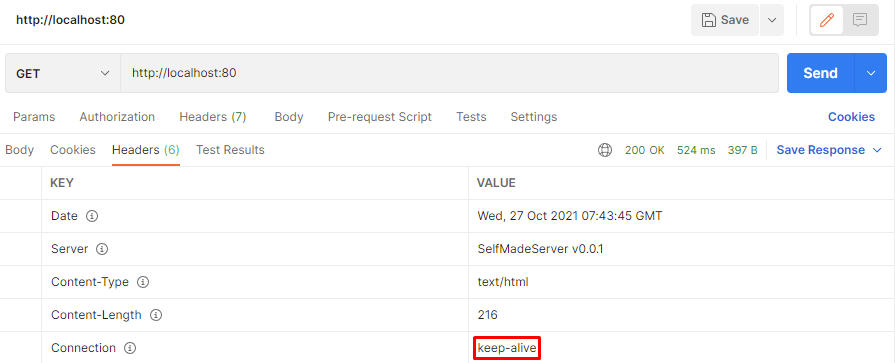 http://localhost:80 Save
GET http://localhost:80 Send
Params Authorization Headers (7) Body Pre-request Script Tests Settings Cookies
Body Cookies Headers (6) Test Results 200 OK 524 ms 397 B Save Response
KEY VALUE
Date Wed, 27 Oct 2021 07:43:45 GMT
Server SelfMadeServer v0.0.1
Content-Type text/html
Content-Length 216
Connection keep-alive